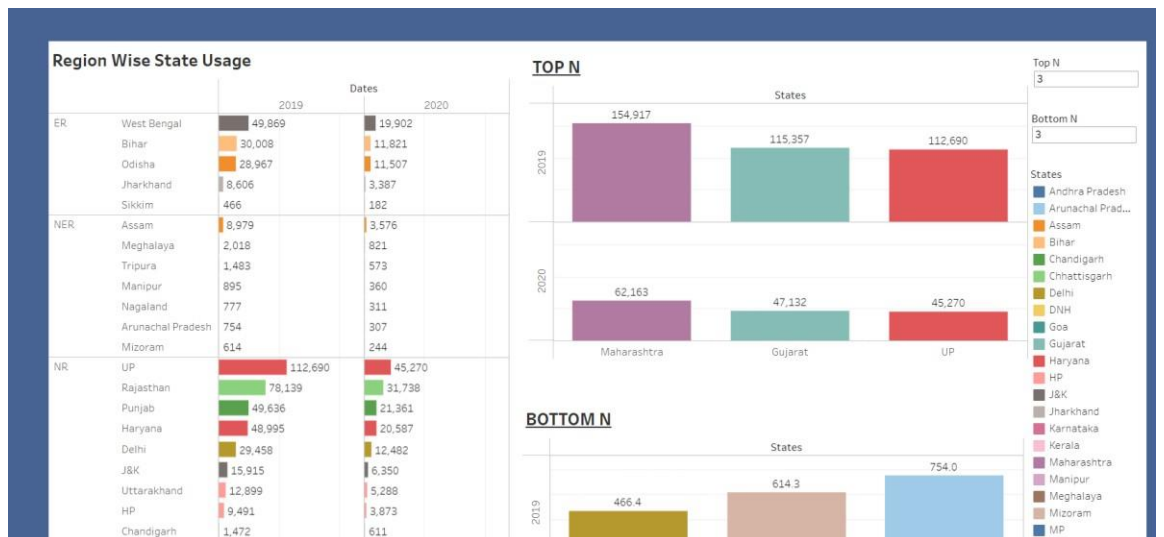 Region Wise State Usage
Dates
2019 2020
ER West Bengal 49,869 19,902
Bihar 30,008 11,821
Odisha 28,967 11,507
Jharkhand 8,606 3,387
Sikkim 466 182
NER Assam 8,979 3,576
Meghalaya 2,018 821
Tripura 1,483 573
Manipur 895 360
Nagaland 777 311
Arunachal Pradesh 754 307
Mizoram 614 244
NR UP 112,690 45,270
Rajasthan 78,139 31,738
Punjab 49,636 21,361
Haryana 48,995 20,587
Delhi 29,458 12,482
J&K 15,915 6,350
Uttarakhand 12,899 5,288
HP 9,491 3,873
Chandigarh 1,472 611
TOP N
States
2019
154,917 115,357 112,690
2020
62,163 47,132 45,270
Maharashtra Gujarat UP
BOTTOM N
States
2019
466.4 614.3 754.0
Top N
3
Bottom N
3
States
Andhra Pradesh
Arunachal Prad...
Assam
Bihar
Chandigarh
Chhattisgarh
Delhi
DNH
Goa
Gujarat
Haryana
HP
J&K
Jharkhand
Karnataka
Kerala
Maharashtra
Manipur
Meghalaya
Mizoram
MP